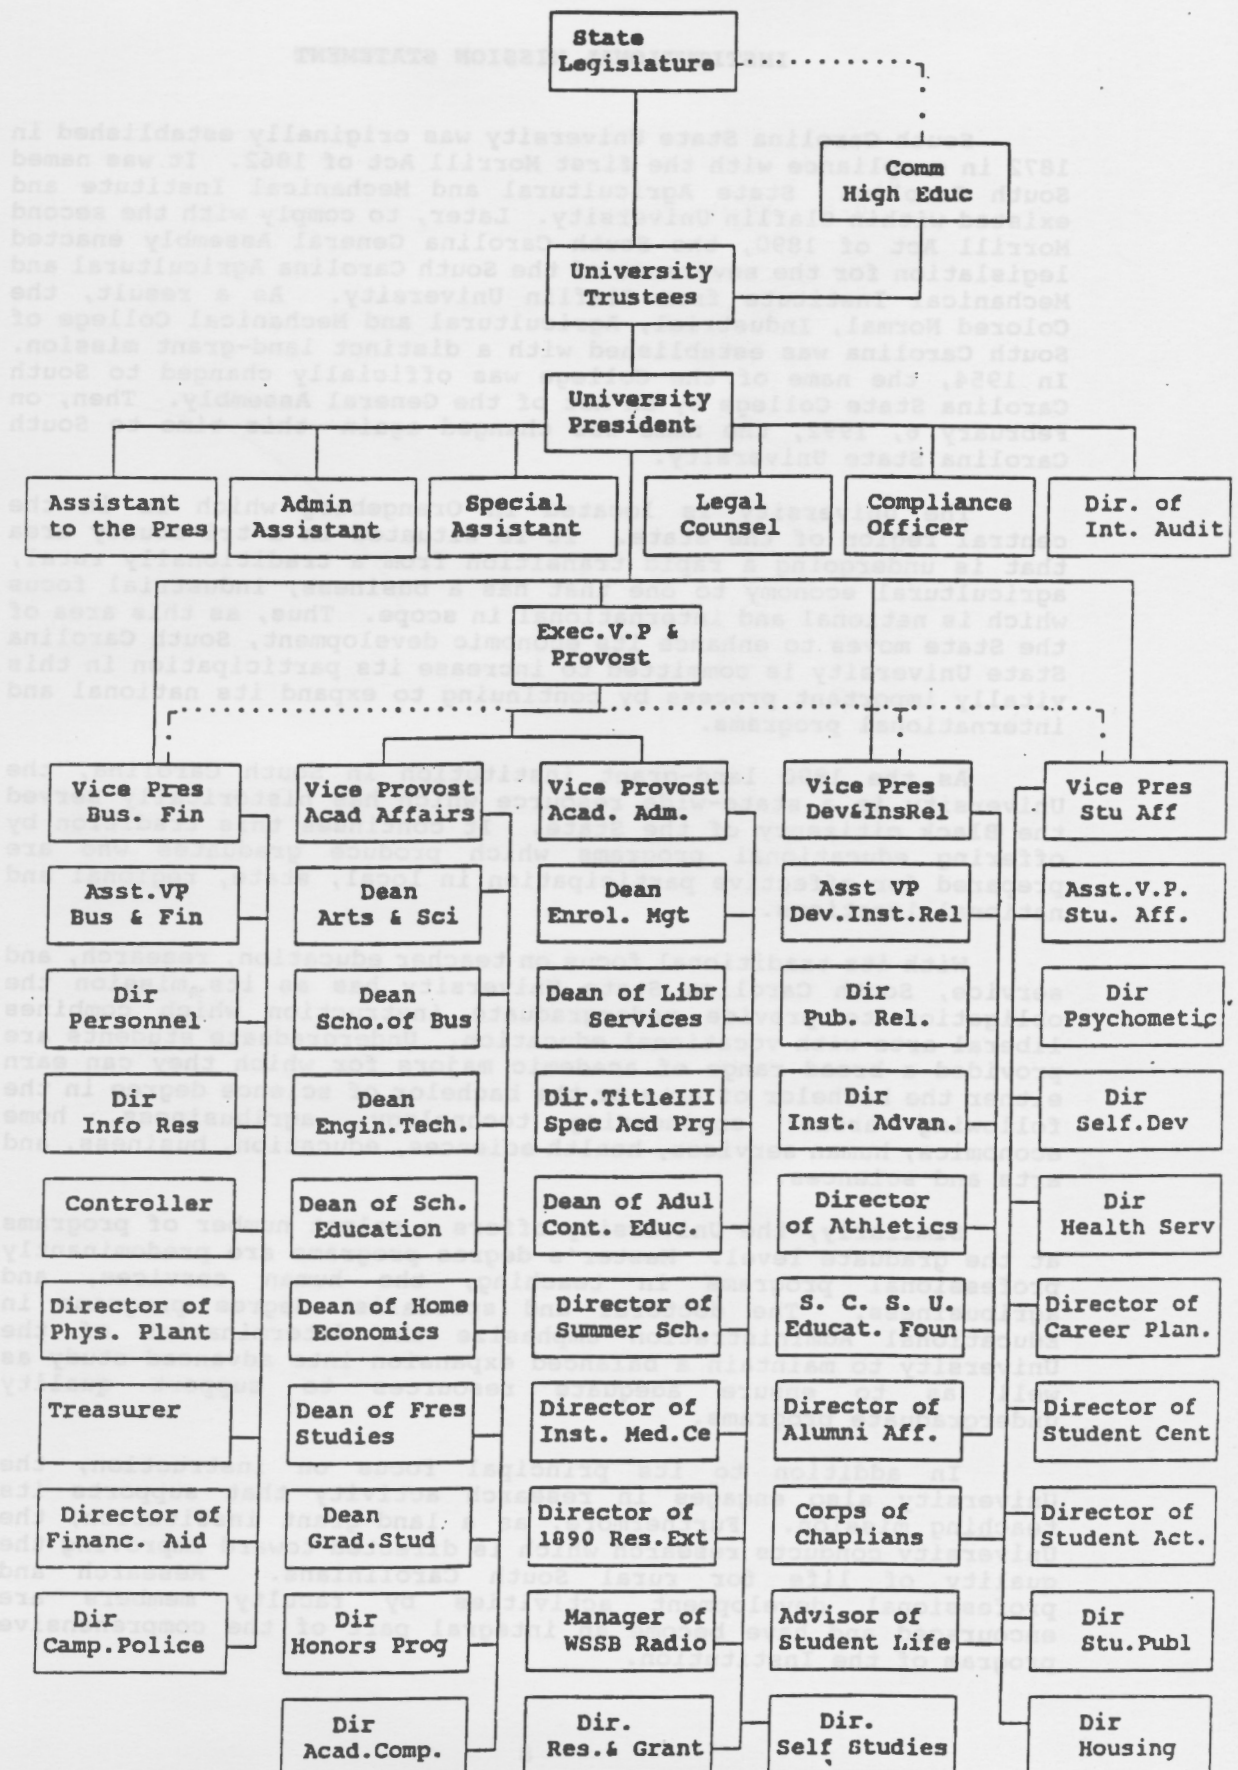 State
Legislature
Comm
High Educ
University
Trustees
University
President
Assistant
to the Pres
Admin
Assistant
Special
Assistant
Legal
Counsel
Compliance
Officer
Dir. of
Int. Audit
Exec.V.P &
Provost
Vice Pres
Bus. Fin
Vice Provost
Acad Affairs
Vice Provost
Acad. Adm.
Vice Pres
Dev&InsRel
Vice Pres
Stu Aff
Asst.VP
Bus & Fin
Dean
Arts & Sci
Dean
Enrol. Mgt
Asst VP
Dev.Inst.Rel
Asst.V.P.
Stu. Aff.
Dir
Personnel
Dean
Scho.of Bus
Dean of Libr
Services
Dir
Pub. Rel.
Dir
Psychometic
Dir
Info Res
Dean
Engin.Tech.
Dir.TitleIII
Spec Acd Prg
Dir
Inst. Advan.
Dir
Self.Dev
Controller
Dean of Sch.
Education
Dean of Adul
Cont. Educ.
Director
of Athletics
Dir
Health Serv
Director of
Phys. Plant
Dean of Home
Economics
Director of
Summer Sch
S. C. S. U.
Educat. Foun
Director of
Career Plan.
Treasurer
Dean of Fres
Studies
Director of
Inst. Med.Ce
Director of
Alumni Aff.
Director of
Student Cent
Director of
Finance Aid
Dean
Grad.Stud
Director of
Adm. & Recrt
Cps of
Chaplians
Director of
Student Act.
Dir
Camp.Police
Dir
Honors Prog
Manager of
WSSB Radio
Advisor of
Student Life
Dir
Stu.Publ
Dir
Acad.Comp.
Dir.
Res.& Grant
Dir.
Self Studies
Dir
Housing